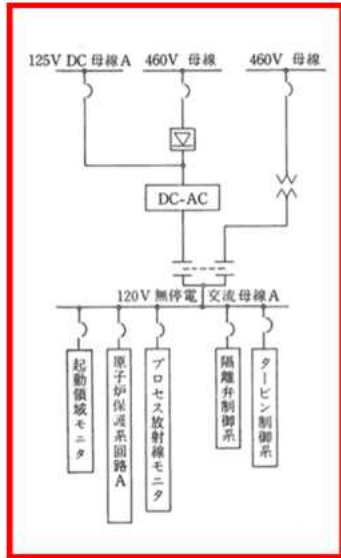 125V DC 母線A
460V 母線
460V 母線
DC-AC
120V 無停電 交流母線A
起動領域モニタ
原子炉保護系回路A
プロセス放射線モニタ
隔離弁制御系
タービン制御系